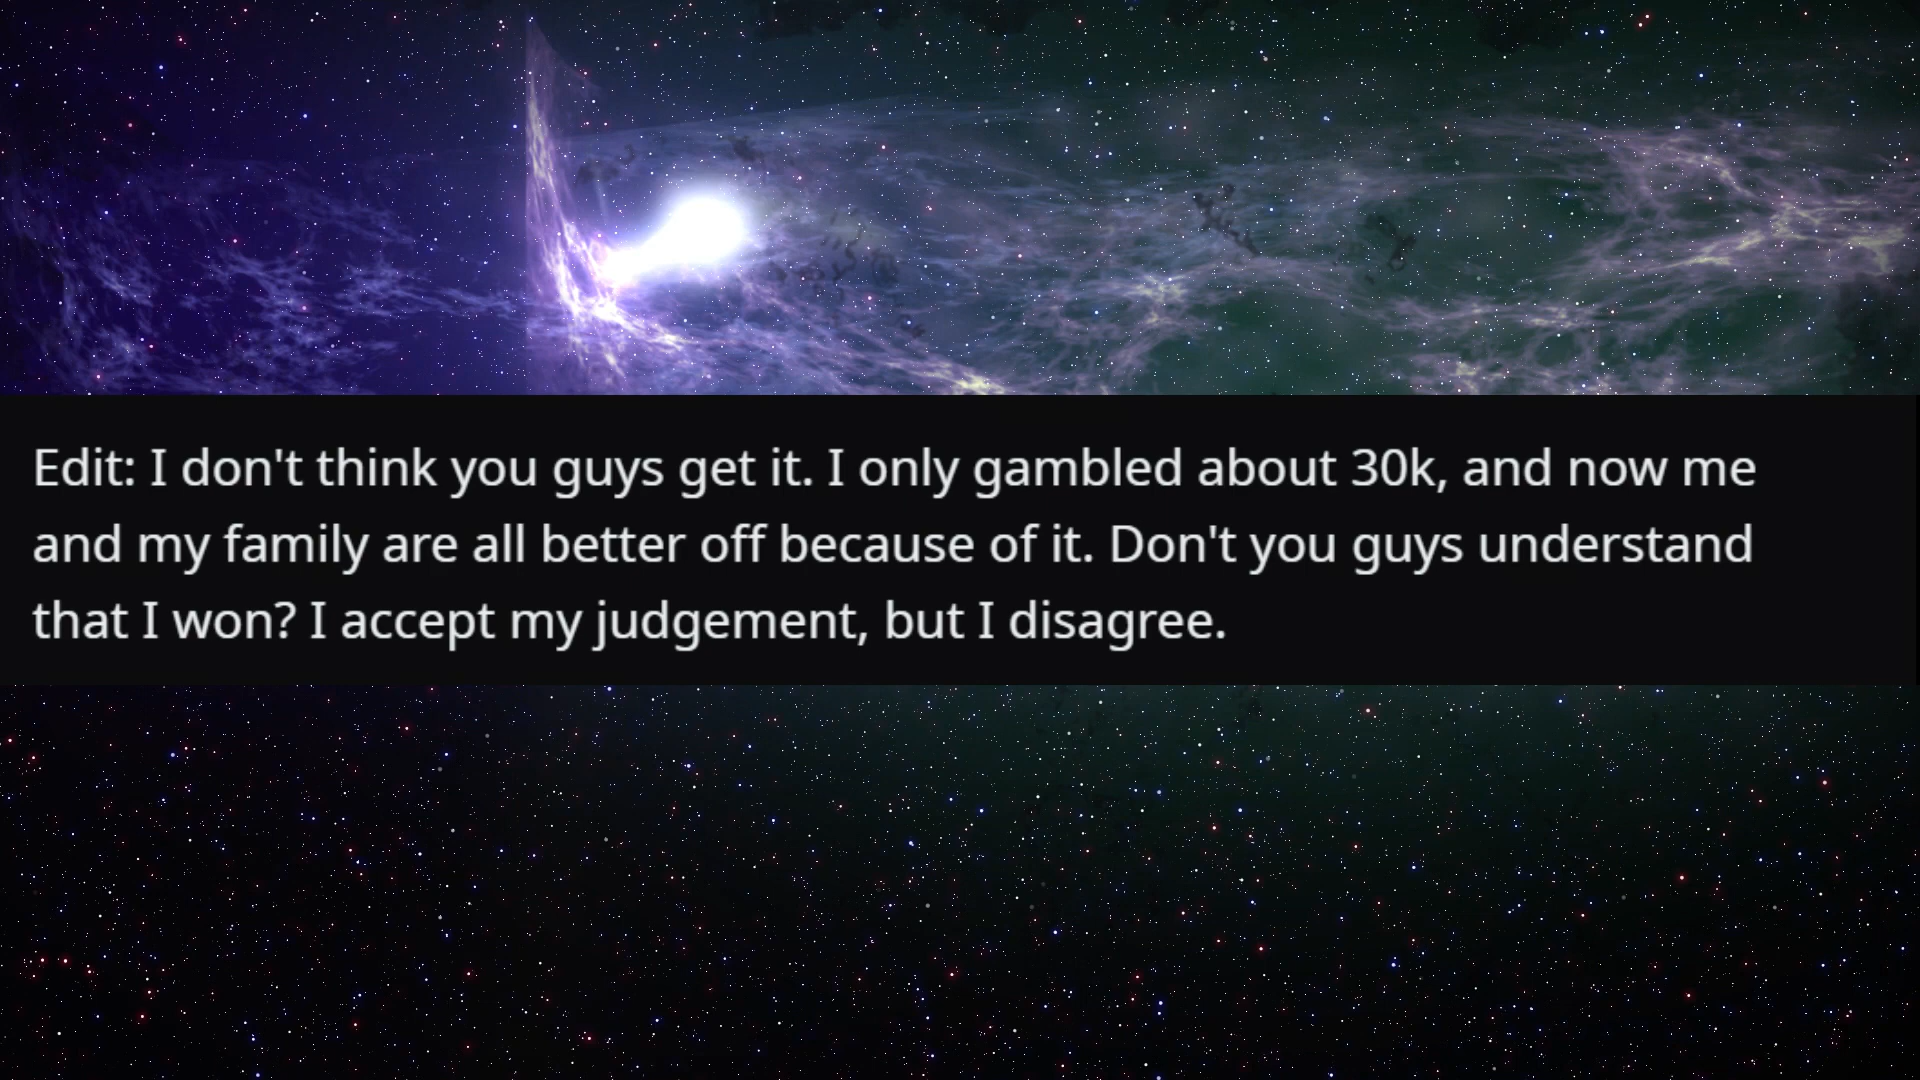 Edit: I don't think you guys get it. I only gambled about 30k, and now me
and my family are all better off because of it. Don't you guys understand
that I won? I accept my judgement, but I disagree.